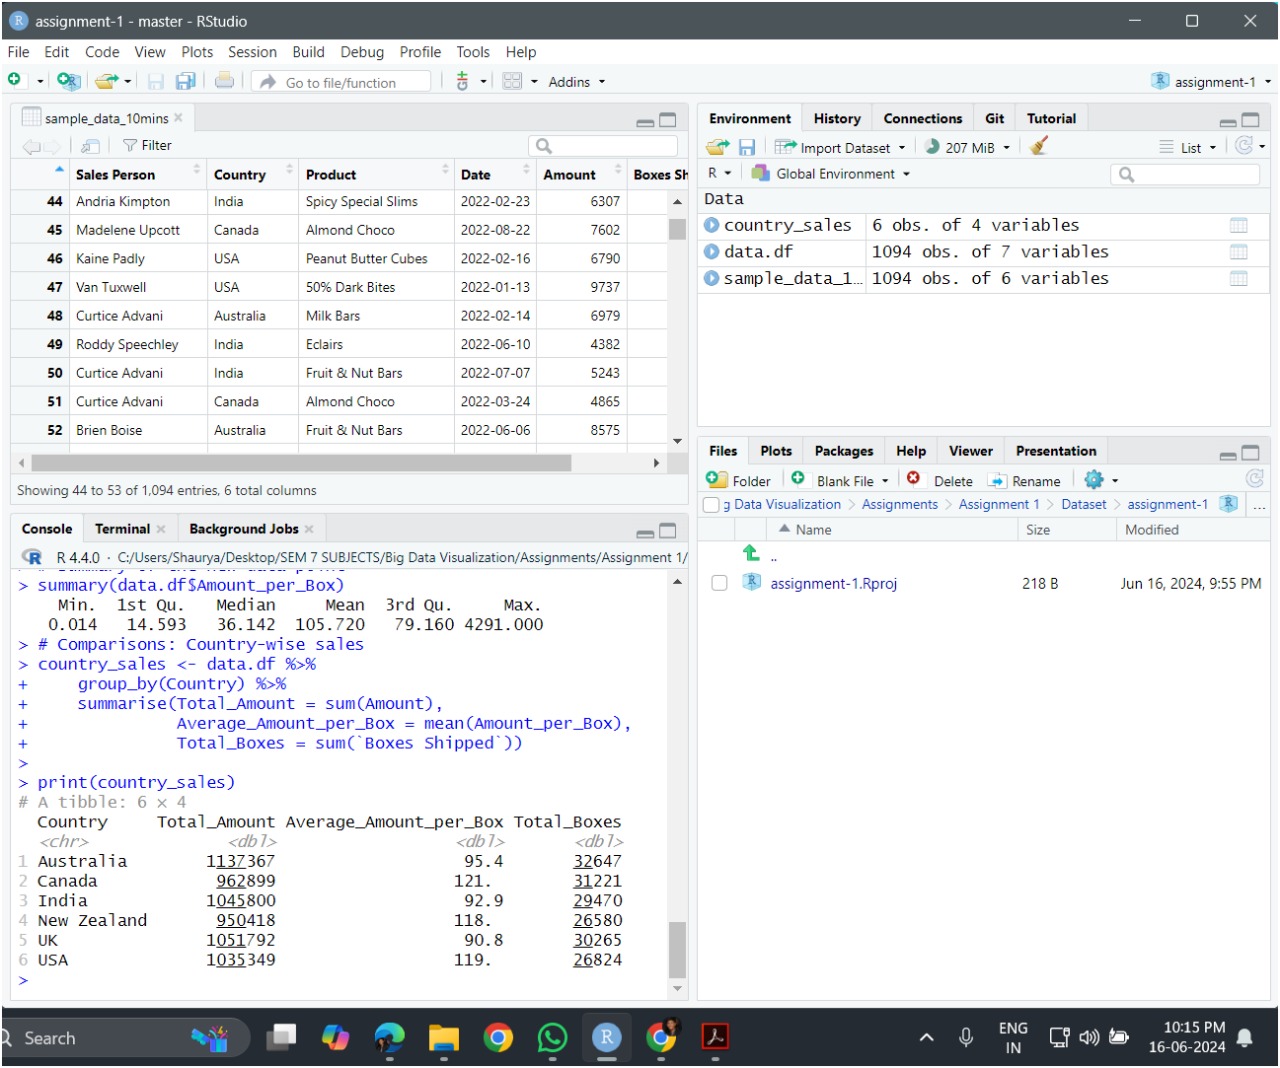 assignment-1 - master - RStudio
File Edit Code View Plots Session Build Debug Profile Tools Help
Go to file/function Addins assignment-1
sample_data_10mins
Filter
Sales Person Country Product Date Amount Boxes Sh
44 Andria Kimpton India Spicy Special Slims 2022-02-23 6307
45 Madelene Upcott Canada Almond Choco 2022-08-22 7602
46 Kaine Padly USA Peanut Butter Cubes 2022-02-16 6790
47 Van Tuxwell USA 50% Dark Bites 2022-01-13 9737
48 Curtice Advani Australia Milk Bars 2022-02-14 6979
49 Roddy Speechley India Eclairs 2022-06-10 4382
50 Curtice Advani India Fruit & Nut Bars 2022-07-07 5243
51 Curtice Advani Canada Almond Choco 2022-03-24 4865
52 Brien Boise Australia Fruit & Nut Bars 2022-06-06 8575
Showing 44 to 53 of 1,094 entries, 6 total columns
Console Terminal Background Jobs
R 4.4.0 · C:/Users/Shaurya/Desktop/SEM 7 SUBJECTS/Big Data Visualization/Assignments/Assignment 1/
> summary(data.df$Amount_per_Box)
Min. 1st Qu. Median Mean 3rd Qu. Max.
0.014 14.593 36.142 105.720 79.160 4291.000
> # Comparisons: Country-wise sales
> country_sales <- data.df %>%
+ group_by(Country) %>%
+ summarise(Total_Amount = sum(Amount),
+ Average_Amount_per_Box = mean(Amount_per_Box),
+ Total_Boxes = sum(`Boxes Shipped`))
>
> print(country_sales)
# A tibble: 6 × 4
Country Total_Amount Average_Amount_per_Box Total_Boxes
<chr> <dbl> <dbl> <dbl>
1 Australia 1137367 95.4 32647
2 Canada 962899 121. 31221
3 India 1045800 92.9 29470
4 New Zealand 950418 118. 26580
5 UK 1051792 90.8 30265
6 USA 1035349 119. 26824
>
Environment History Connections Git Tutorial
Import Dataset 207 MiB List
R Global Environment
Data
country_sales 6 obs. of 4 variables
data.df 1094 obs. of 7 variables
sample_data_1… 1094 obs. of 6 variables
Files Plots Packages Help Viewer Presentation
Folder Blank File Delete Rename
g Data Visualization > Assignments > Assignment 1 > Dataset > assignment-1 ...
Name Size Modified
..
assignment-1.Rproj 218 B Jun 16, 2024, 9:55 PM
Search
ENG
IN
10:15 PM
16-06-2024